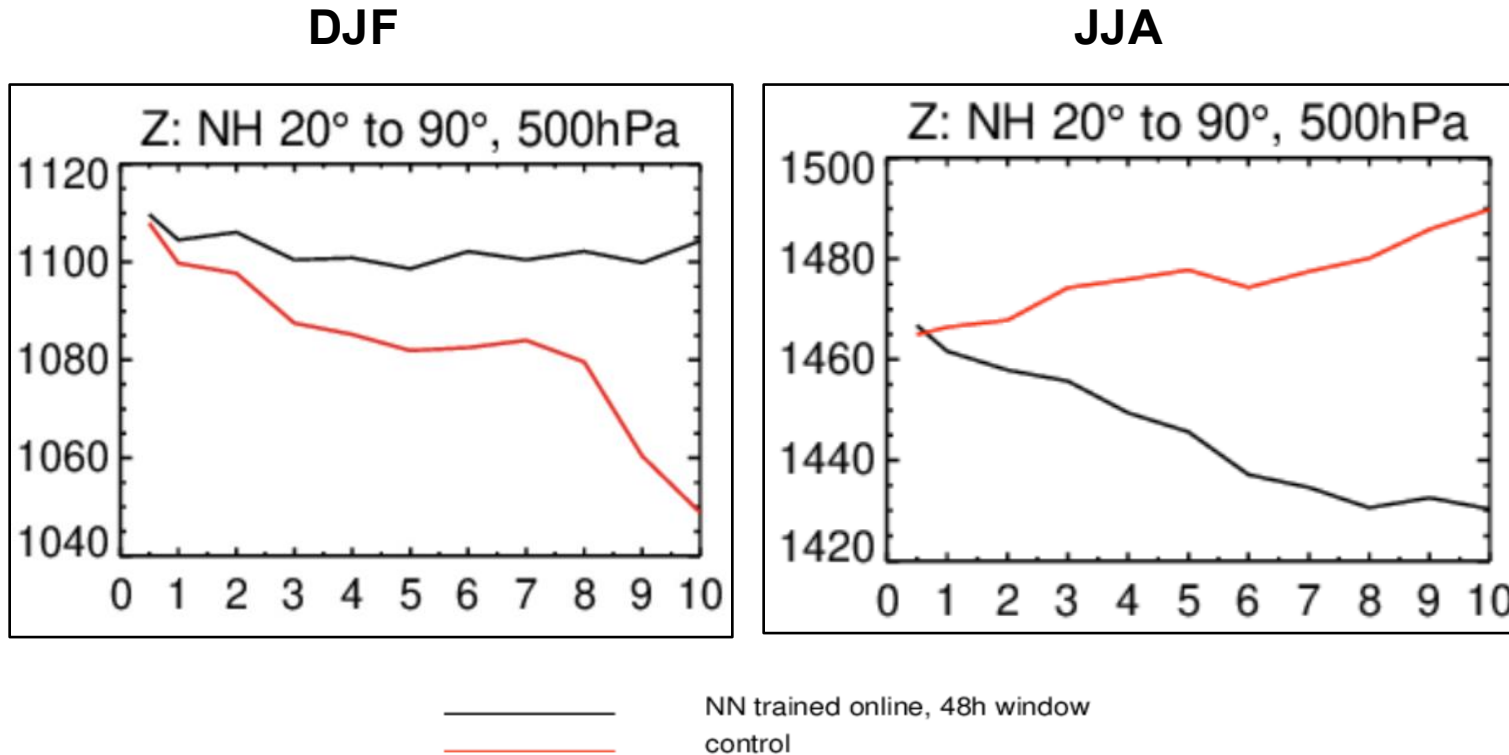 DJF
JJA
Z: NH 20° to 90°, 500hPa
1120
1100
1080
1060
1040
0 1 2 3 4 5 6 7 8 9 10
Z: NH 20° to 90°, 500hPa
1500
1480
1460
1440
1420
0 1 2 3 4 5 6 7 8 9 10
NN trained online, 48h window
control